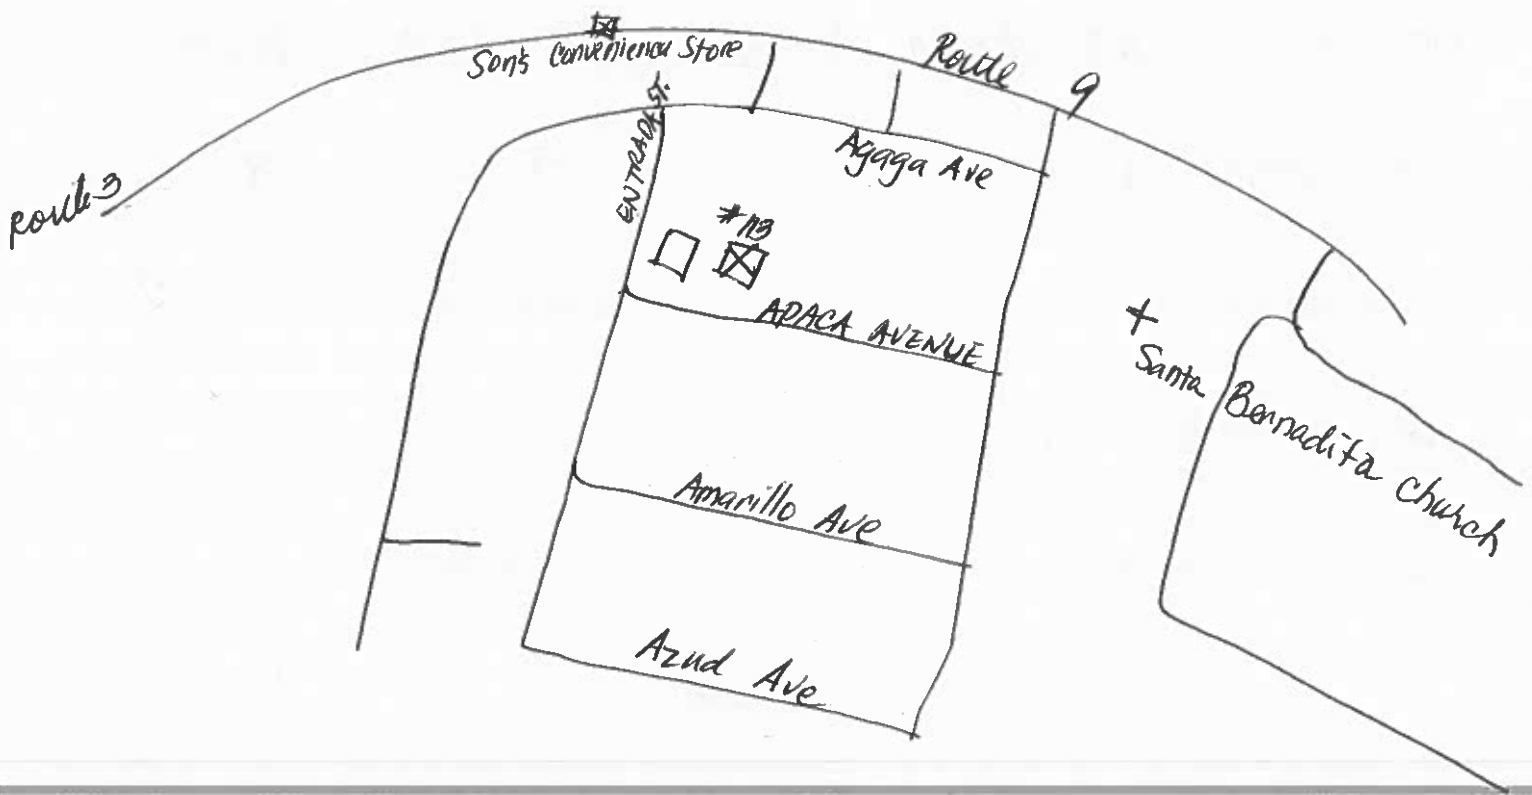 Son's Convenience Store
Route 9
Route 3
ENTRADA ST.
Agaga Ave
#113
APACA AVENUE
Santa Bernadita Church
Amarillo Ave
Azud Ave